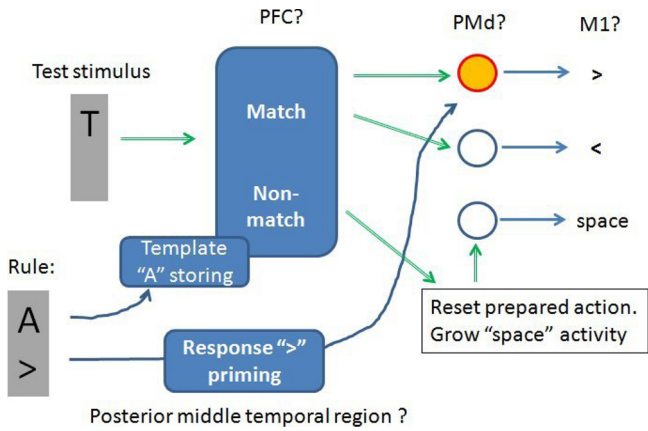 PFC?
PMd?
M1?
Test stimulus
T
Match
Non-
match
>
<
space
Template
“A” storing
Rule:
A
>
Response “>”
priming
Reset prepared action.
Grow “space” activity
Posterior middle temporal region ?